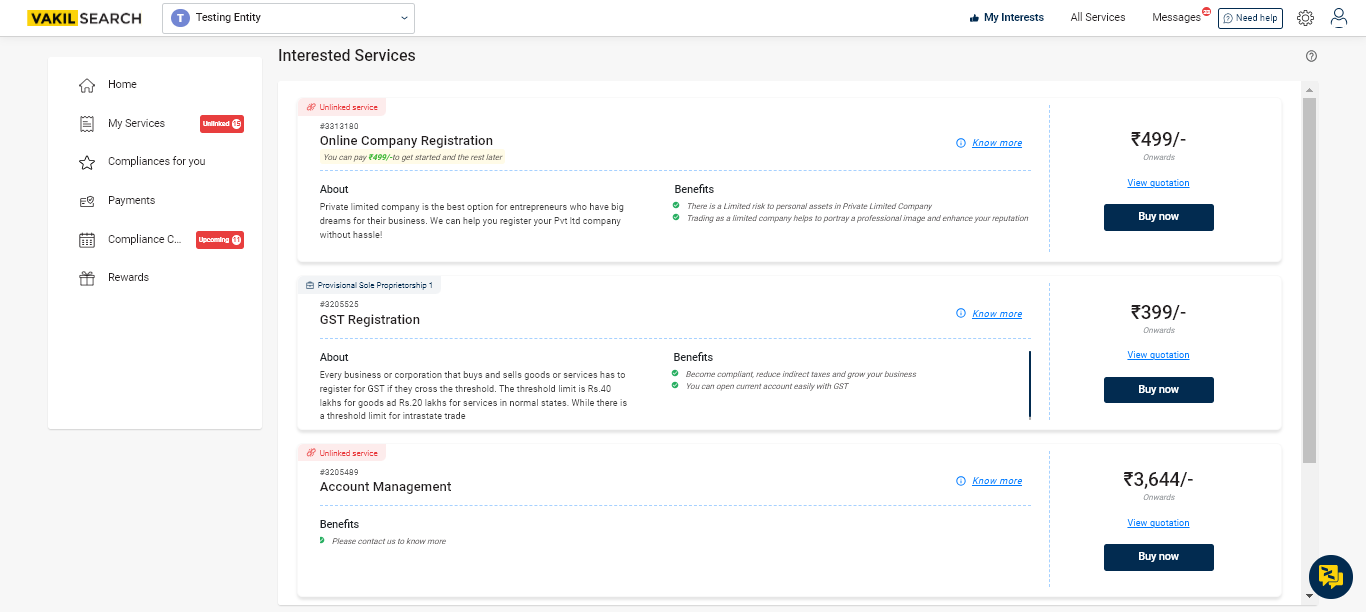 VAKILSEARCH
T Testing Entity
My Interests
All Services
Messages
Need help
Interested Services
Home
My Services
Unlinked 15
Compliances for you
Payments
Compliance C...
Upcoming 11
Rewards
Unlinked service
#3313180
Online Company Registration
You can pay ₹499/-to get started and the rest later
Know more
About
Private limited company is the best option for entrepreneurs who have big
dreams for their business. We can help you register your Pvt ltd company
without hassle!
Benefits
There is a Limited risk to personal assets in Private Limited Company
Trading as a limited company helps to portray a professional image and enhance your reputation
₹499/-
Onwards
View quotation
Buy now
Provisional Sole Proprietorship 1
#3205525
GST Registration
Know more
About
Every business or corporation that buys and sells goods or services has to
register for GST if they cross the threshold. The threshold limit is Rs.40
lakhs for goods ad Rs.20 lakhs for services in normal states. While there is
a threshold limit for intrastate trade
Benefits
Become compliant, reduce indirect taxes and grow your business
You can open current account easily with GST
₹399/-
Onwards
View quotation
Buy now
Unlinked service
#3205489
Account Management
Know more
Benefits
Please contact us to know more
₹3,644/-
Onwards
View quotation
Buy now